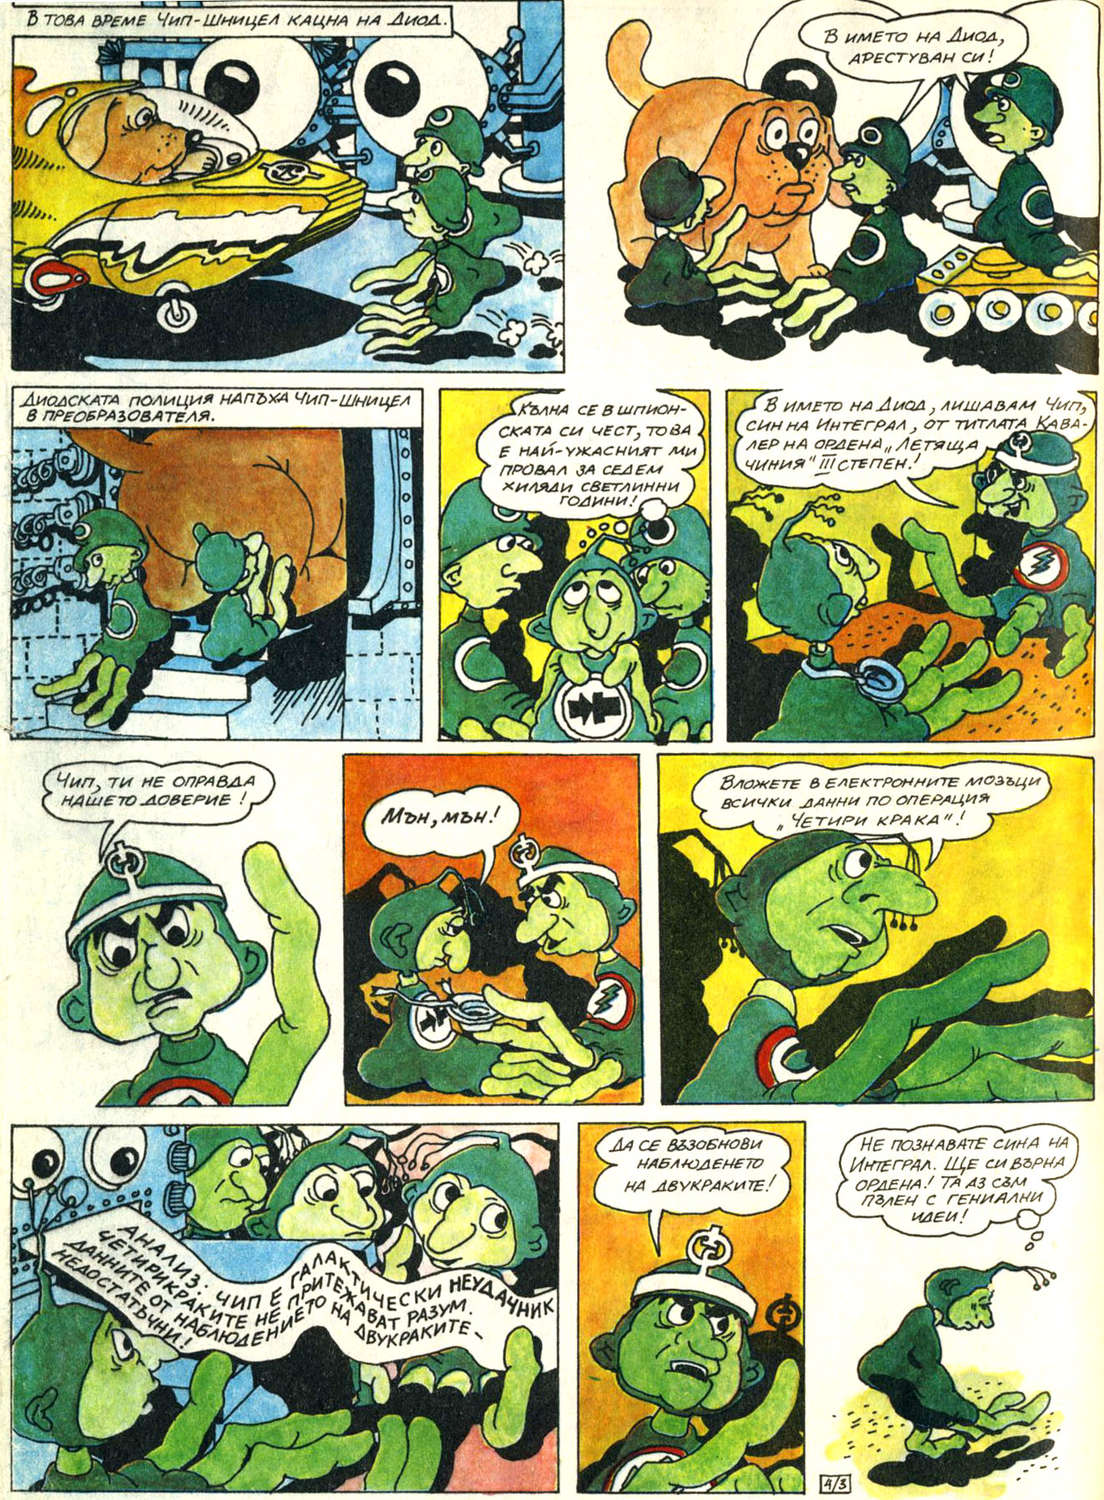 В ТОВА ВРЕМЕ ЧИП-ШНИЦЕЛ КАЦНА НА ДИОД.
В ИМЕТО НА ДИОД,
АРЕСТУВАН СИ!
ДИОДСКАТА ПОЛИЦИЯ НАПЪХА ЧИП-ШНИЦЕЛ
В ПРЕОБРАЗОВАТЕЛЯ.
КЪЛНА СЕ В ШПИОН-
СКАТА СИ ЧЕСТ, ТОВА
Е НАЙ-УЖАСНИЯТ МИ
ПРОВАЛ ЗА СЕДЕМ
ХИЛЯДИ СВЕТЛИННИ
ГОДИНИ!
В ИМЕТО НА ДИОД, ЛИШАВАМ ЧИП,
СИН НА ИНТЕГРАЛ, ОТ ТИТЛАТА КАВА-
ЛЕР НА ОРДЕНА „ЛЕТЯЩА
ЧИНИЯ" III СТЕПЕН!
ЧИП, ТИ НЕ ОПРАВДА
НАШЕТО ДОВЕРИЕ!
МЪН, МЪН!
ВЛОЖЕТЕ В ЕЛЕКТРОННИТЕ МОЗЪЦИ
ВСИЧКИ ДАННИ ПО ОПЕРАЦИЯ
„ЧЕТИРИ КРАКА"!
АНАЛИЗ: ЧИП Е ГАЛАКТИЧЕСКИ НЕУДАЧНИК
ЧЕТИРИКРАКИТЕ НЕ ПРИТЕЖАВАТ РАЗУМ.
ДАННИТЕ ОТ НАБЛЮДЕНИЕТО НА ДВУКРАКИТЕ –
НЕДОСТАТЪЧНИ!
ДА СЕ ВЪЗОБНОВИ
НАБЛЮДЕНЕТО
НА ДВУКРАКИТЕ!
НЕ ПОЗНАВАТЕ СИНА НА
ИНТЕГРАЛ. ЩЕ СИ ВЪРНА
ОРДЕНА! ТА АЗ СЪМ
ПЪЛЕН С ГЕНИАЛНИ
ИДЕИ!
4/3